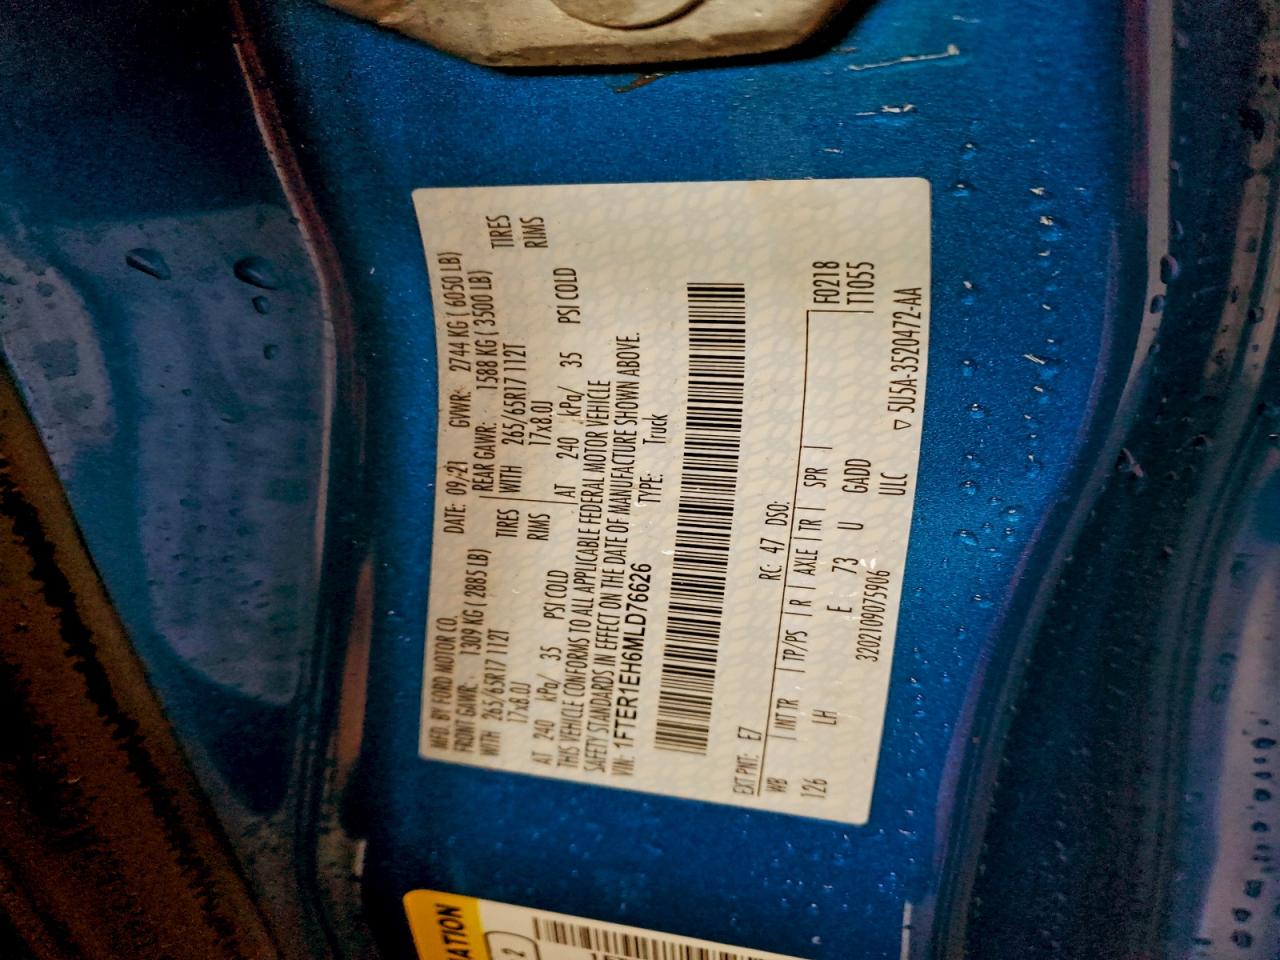 MFD. BY FORD MOTOR CO. DATE: 09/21 GVWR: 2744 KG ( 6050 LB)
FRONT GAWR: 1309 KG ( 2885 LB) REAR GAWR: 1588 KG ( 3500 LB)
WITH 265/65R17 112T TIRES WITH 265/65R17 112T TIRES
17x8.0J RIMS 17x8.0J RIMS
AT 240 kPa/ 35 PSI COLD AT 240 kPa/ 35 PSI COLD
THIS VEHICLE CONFORMS TO ALL APPLICABLE FEDERAL MOTOR VEHICLE
SAFETY STANDARDS IN EFFECT ON THE DATE OF MANUFACTURE SHOWN ABOVE.
VIN: 1FTER1EH6MLD76626 TYPE: Truck
EXT PNT: E7 RC: 47 DSO:
WB INT TR TP/PS R AXLE TR SPR F0218
126 LH E 73 U GADD T1055
3202109075906 ULC
▽ 5U5A-3520472-AA
ATION
2